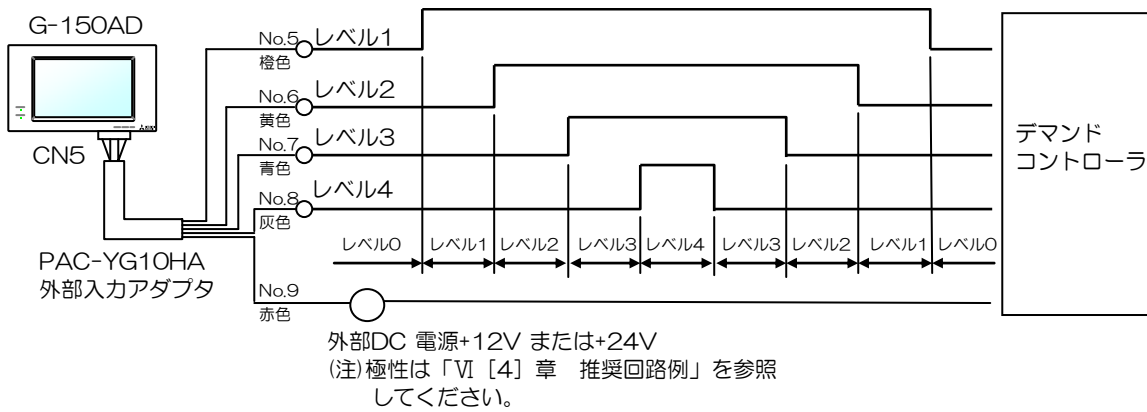 G-150AD
CN5
PAC-YG10HA
外部入力アダプタ
No.5 レベル1
橙色
No.6 レベル2
黄色
No.7 レベル3
青色
No.8 レベル4
灰色
レベル0 レベル1 レベル2 レベル3 レベル4 レベル3 レベル2 レベル1 レベル0
No.9
赤色
外部DC 電源+12V または+24V
(注)極性は「Ⅵ [4] 章 推奨回路例」を参照
してください。
デマンド
コントローラ